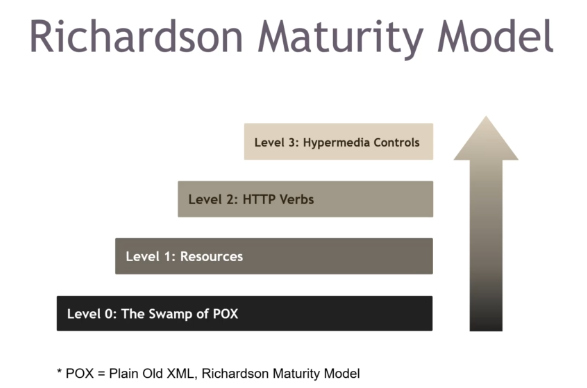 Richardson Maturity Model
Level 3: Hypermedia Controls
Level 2: HTTP Verbs
Level 1: Resources
Level 0: The Swamp of POX
* POX = Plain Old XML, Richardson Maturity Model